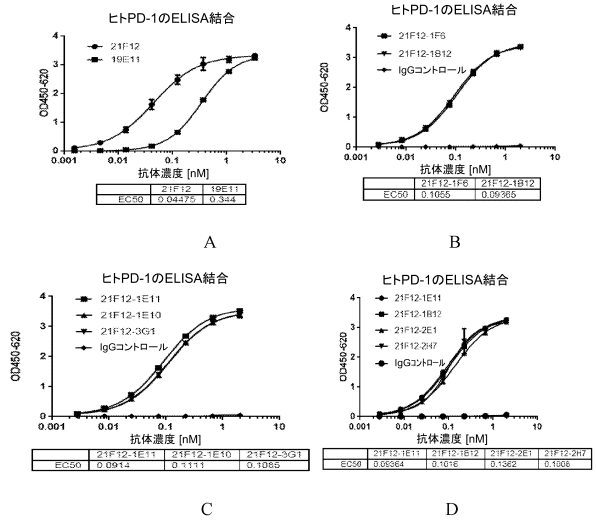 ヒトPD-1のELISA結合
OD450-620
4
3
2
1
0
21F12
19E11
0.001
0.01
0.1
1
10
抗体濃度 [nM]
21F12 19E11
EC50 0.04475 0.344
A
ヒトPD-1のELISA結合
OD450-620
4
3
2
1
0
21F12-1F6
21F12-1B12
IgGコントロール
0.001
0.01
0.1
1
10
抗体濃度 [nM]
21F12-1F6 21F12-1B12
EC50 0.1055 0.09365
B
ヒトPD-1のELISA結合
OD450-620
4
3
2
1
0
21F12-1E11
21F12-1E10
21F12-3G1
IgGコントロール
0.001
0.01
0.1
1
10
抗体濃度 [nM]
21F12-1E11 21F12-1E10 21F12-3G1
EC50 0.0914 0.1111 0.1085
C
ヒトPD-1のELISA結合
OD450-620
4
3
2
1
0
21F12-1E11
21F12-1B12
21F12-2E1
21F12-2H7
IgGコントロール
0.001
0.01
0.1
1
10
抗体濃度 [nM]
21F12-1E11 21F12-1B12 21F12-2E1 21F12-2H7
EC50 0.09364 0.1016 0.1362 0.1008
D